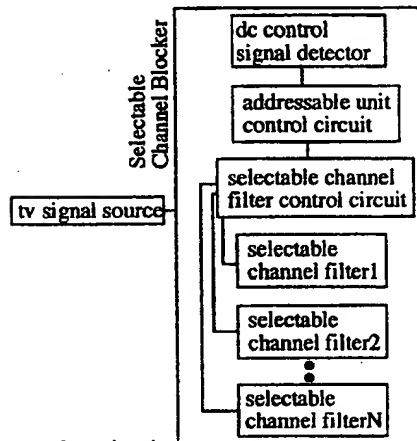 Selectable
Channel Blocker
dc control
signal detector
addressable unit
control circuit
selectable channel
filter control circuit
tv signal source
selectable
channel filter1
selectable
channel filter2
selectable
channel filterN